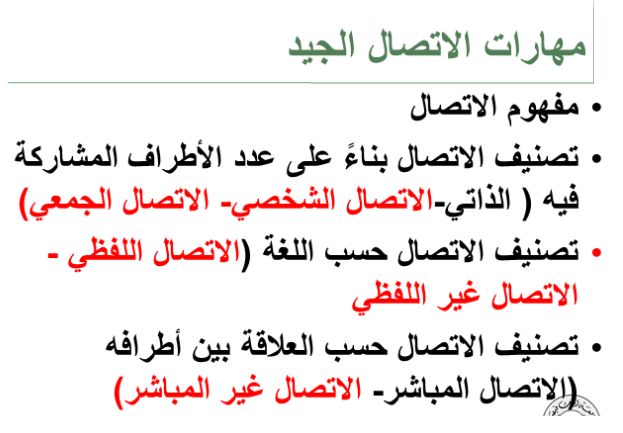 مهارات الاتصال الجيد
• مفهوم الاتصال
• تصنيف الاتصال بناءً على عدد الأطراف المشاركة
فيه ( الذاتي-الاتصال الشخصي- الاتصال الجمعي)
• تصنيف الاتصال حسب اللغة (الاتصال اللفظي -
الاتصال غير اللفظي
• تصنيف الاتصال حسب العلاقة بين أطرافه
(الاتصال المباشر- الاتصال غير المباشر)